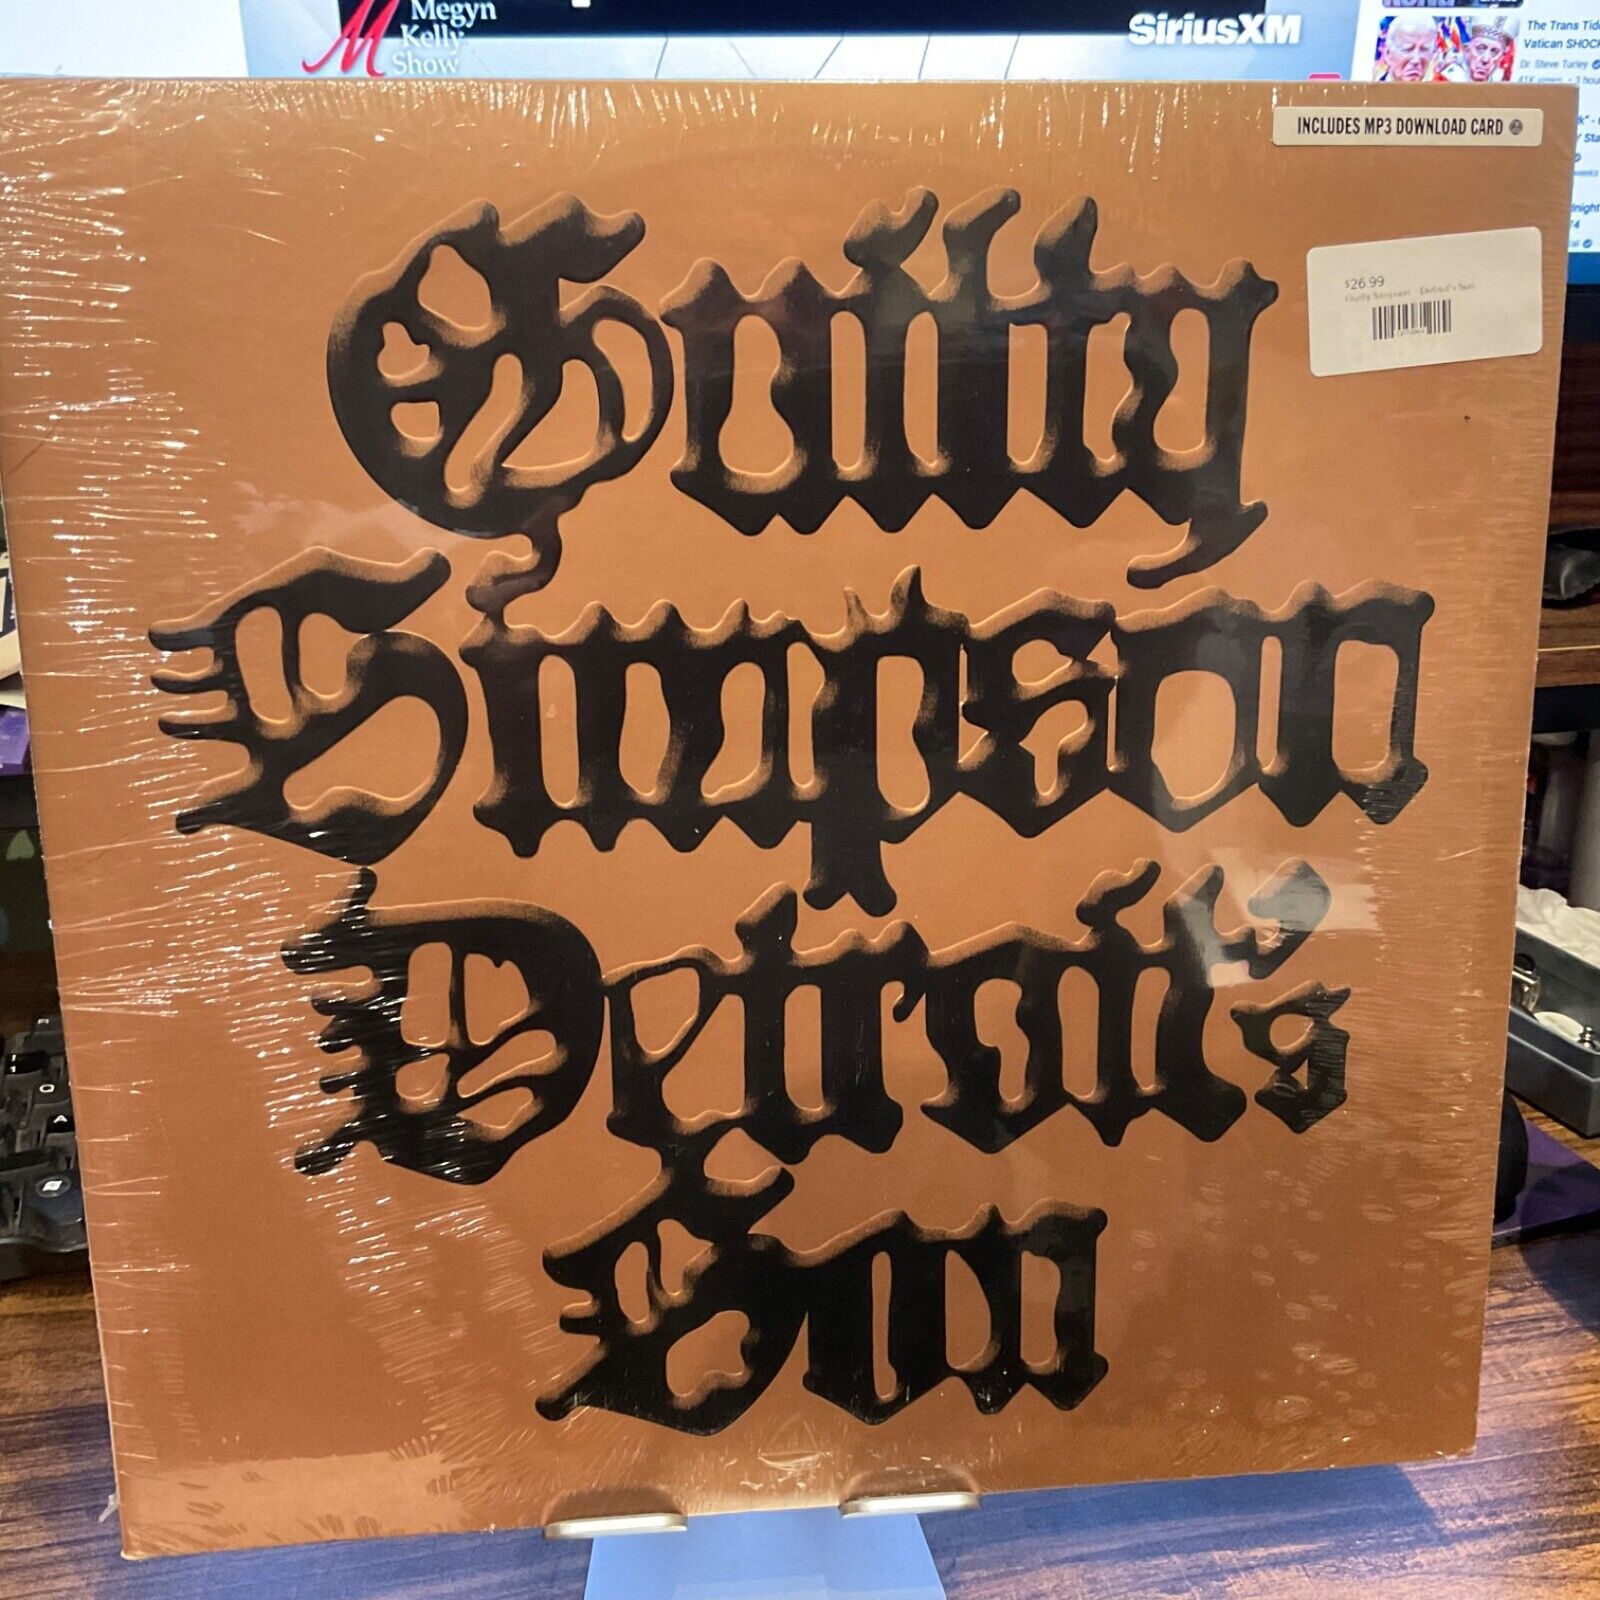 Megyn
Kelly
Show
SiriusXM
The Trans Tid
Vatican SHOCK
Dr. Steve Turley
INCLUDES MP3 DOWNLOAD CARD
$26.99
Guilty Simpson - Detroit's Son
Guilty
Simpson
Detroit's
Son
Q
A